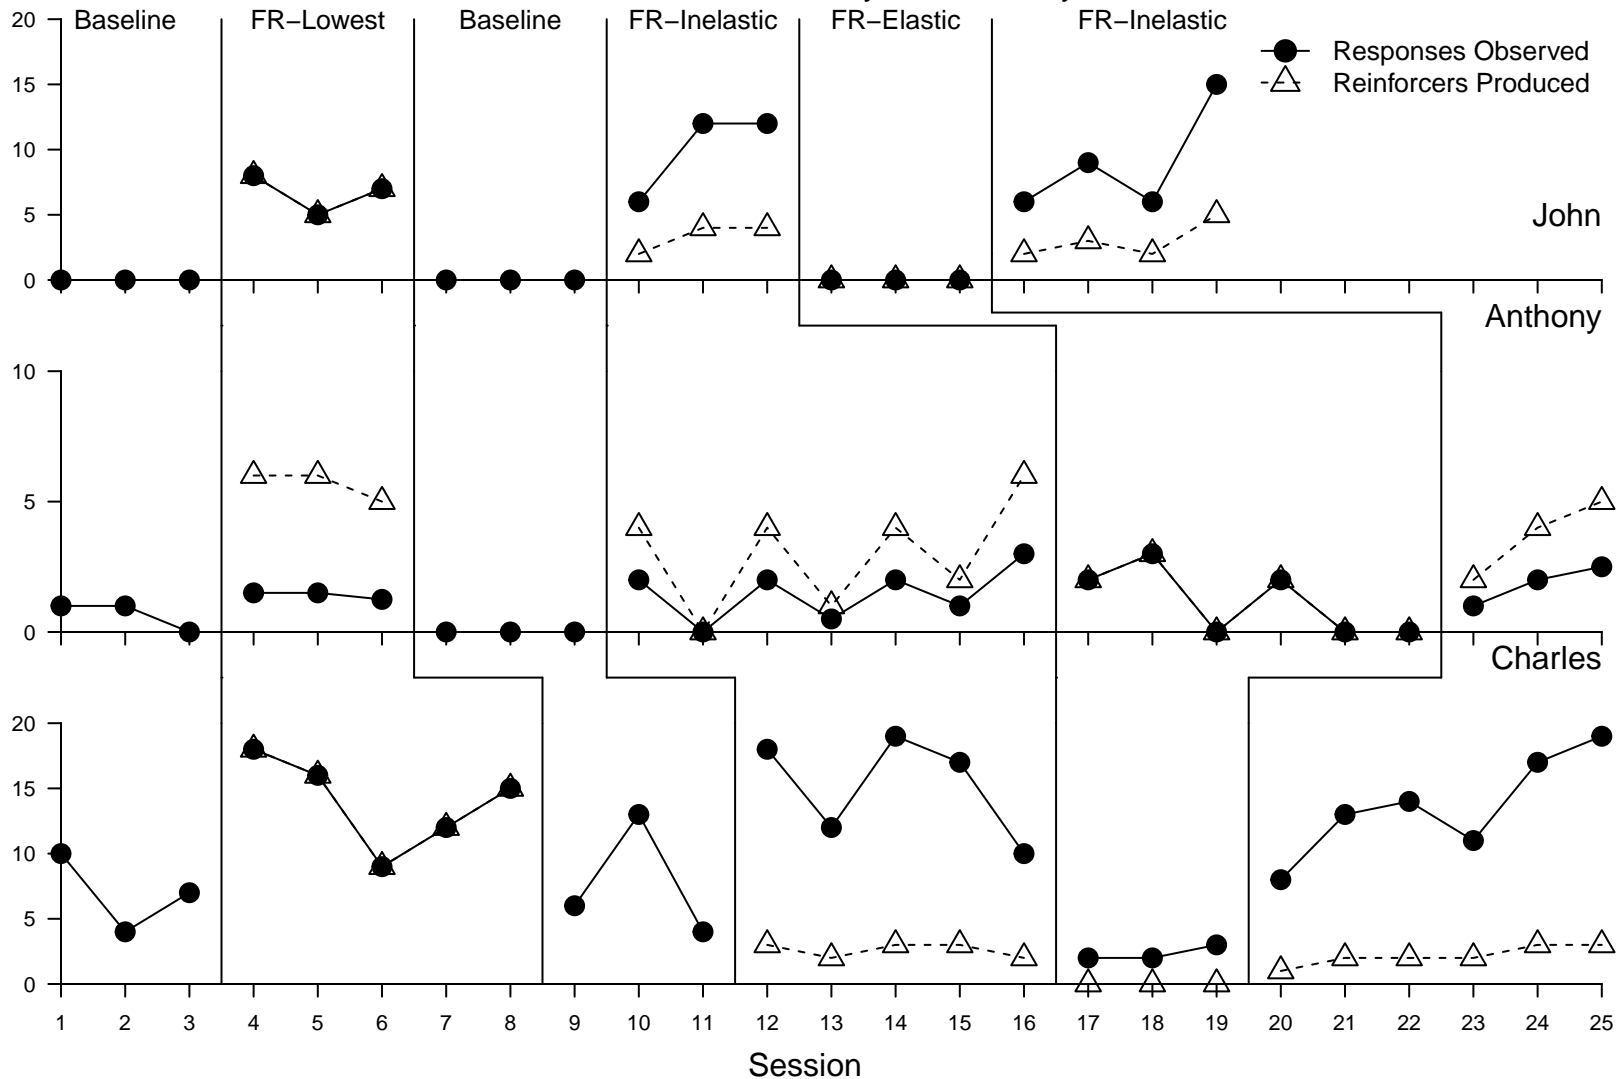 Baseline FR−Lowest Baseline FR−Inelastic FR−Elastic FR−Inelastic
Responses Observed
Reinforcers Produced
20
15
10
5
0
John
Anthony
10
5
0
Charles
20
15
10
5
0
1 2 3 4 5 6 7 8 9 10 11 12 13 14 15 16 17 18 19 20 21 22 23 24 25
Session